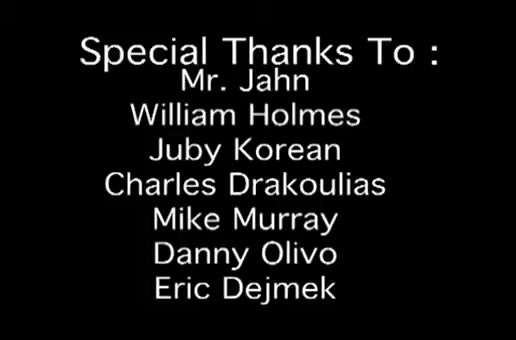 Special Thanks To :
Mr. Jahn
William Holmes
Juby Korean
Charles Drakoulias
Mike Murray
Danny Olivo
Eric Dejmek